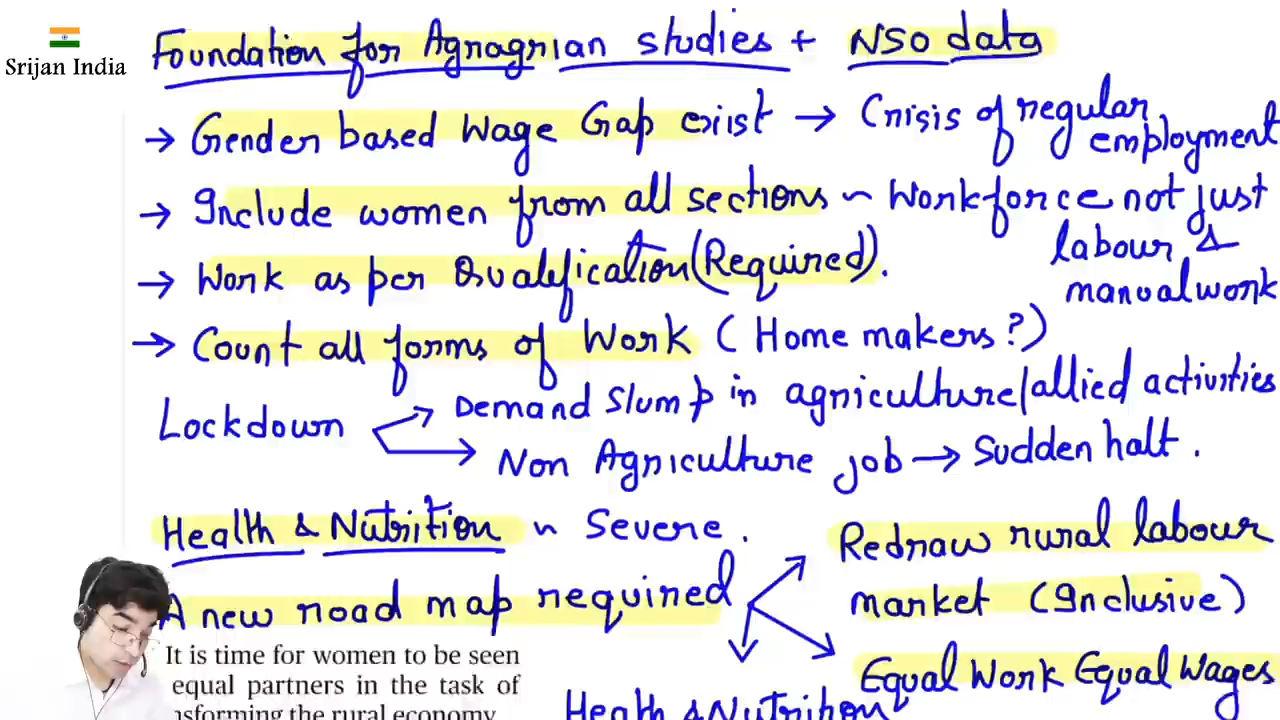 Srijan India
Foundation for Agnagnian studies + NSO data
→ Gender based Wage Gap exist → Crisis of regular employment
→ Include women from all sections ~ Workforce not just labour & manual work
→ Work as per Qualification (Required).
→ Count all forms of Work (Home makers?)
Lockdown → Demand Slump in agriculture/allied activities
→ Non Agriculture job → Sudden halt.
Health & Nutrition ~ Severe.
A new road map required
Redraw rural labour market (Inclusive)
Equal Work Equal Wages
Health & Nutrition
It is time for women to be seen
equal partners in the task of
nsforming the rural economy